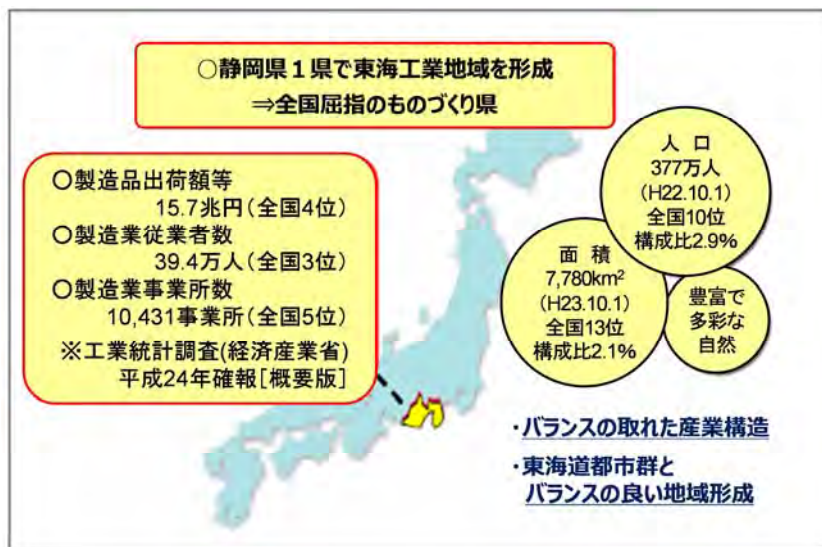 ○静岡県1県で東海工業地域を形成
⇒全国屈指のものづくり県
○製造品出荷額等
15.7兆円(全国4位)
○製造業従業者数
39.4万人(全国3位)
○製造業事業所数
10,431事業所(全国5位)
※工業統計調査(経済産業省)
平成24年確報[概要版]
人 口
377万人
(H22.10.1)
全国10位
構成比2.9%
面 積
7,780km²
(H23.10.1)
全国13位
構成比2.1%
豊富で
多彩な
自然
・バランスの取れた産業構造
・東海道都市群と
バランスの良い地域形成